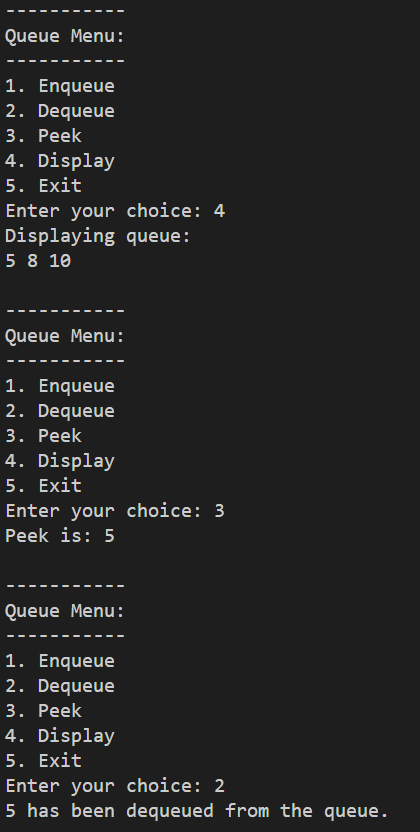 -----------
Queue Menu:
-----------
1. Enqueue
2. Dequeue
3. Peek
4. Display
5. Exit
Enter your choice: 4
Displaying queue:
5 8 10
-----------
Queue Menu:
-----------
1. Enqueue
2. Dequeue
3. Peek
4. Display
5. Exit
Enter your choice: 3
Peek is: 5
-----------
Queue Menu:
-----------
1. Enqueue
2. Dequeue
3. Peek
4. Display
5. Exit
Enter your choice: 2
5 has been dequeued from the queue.